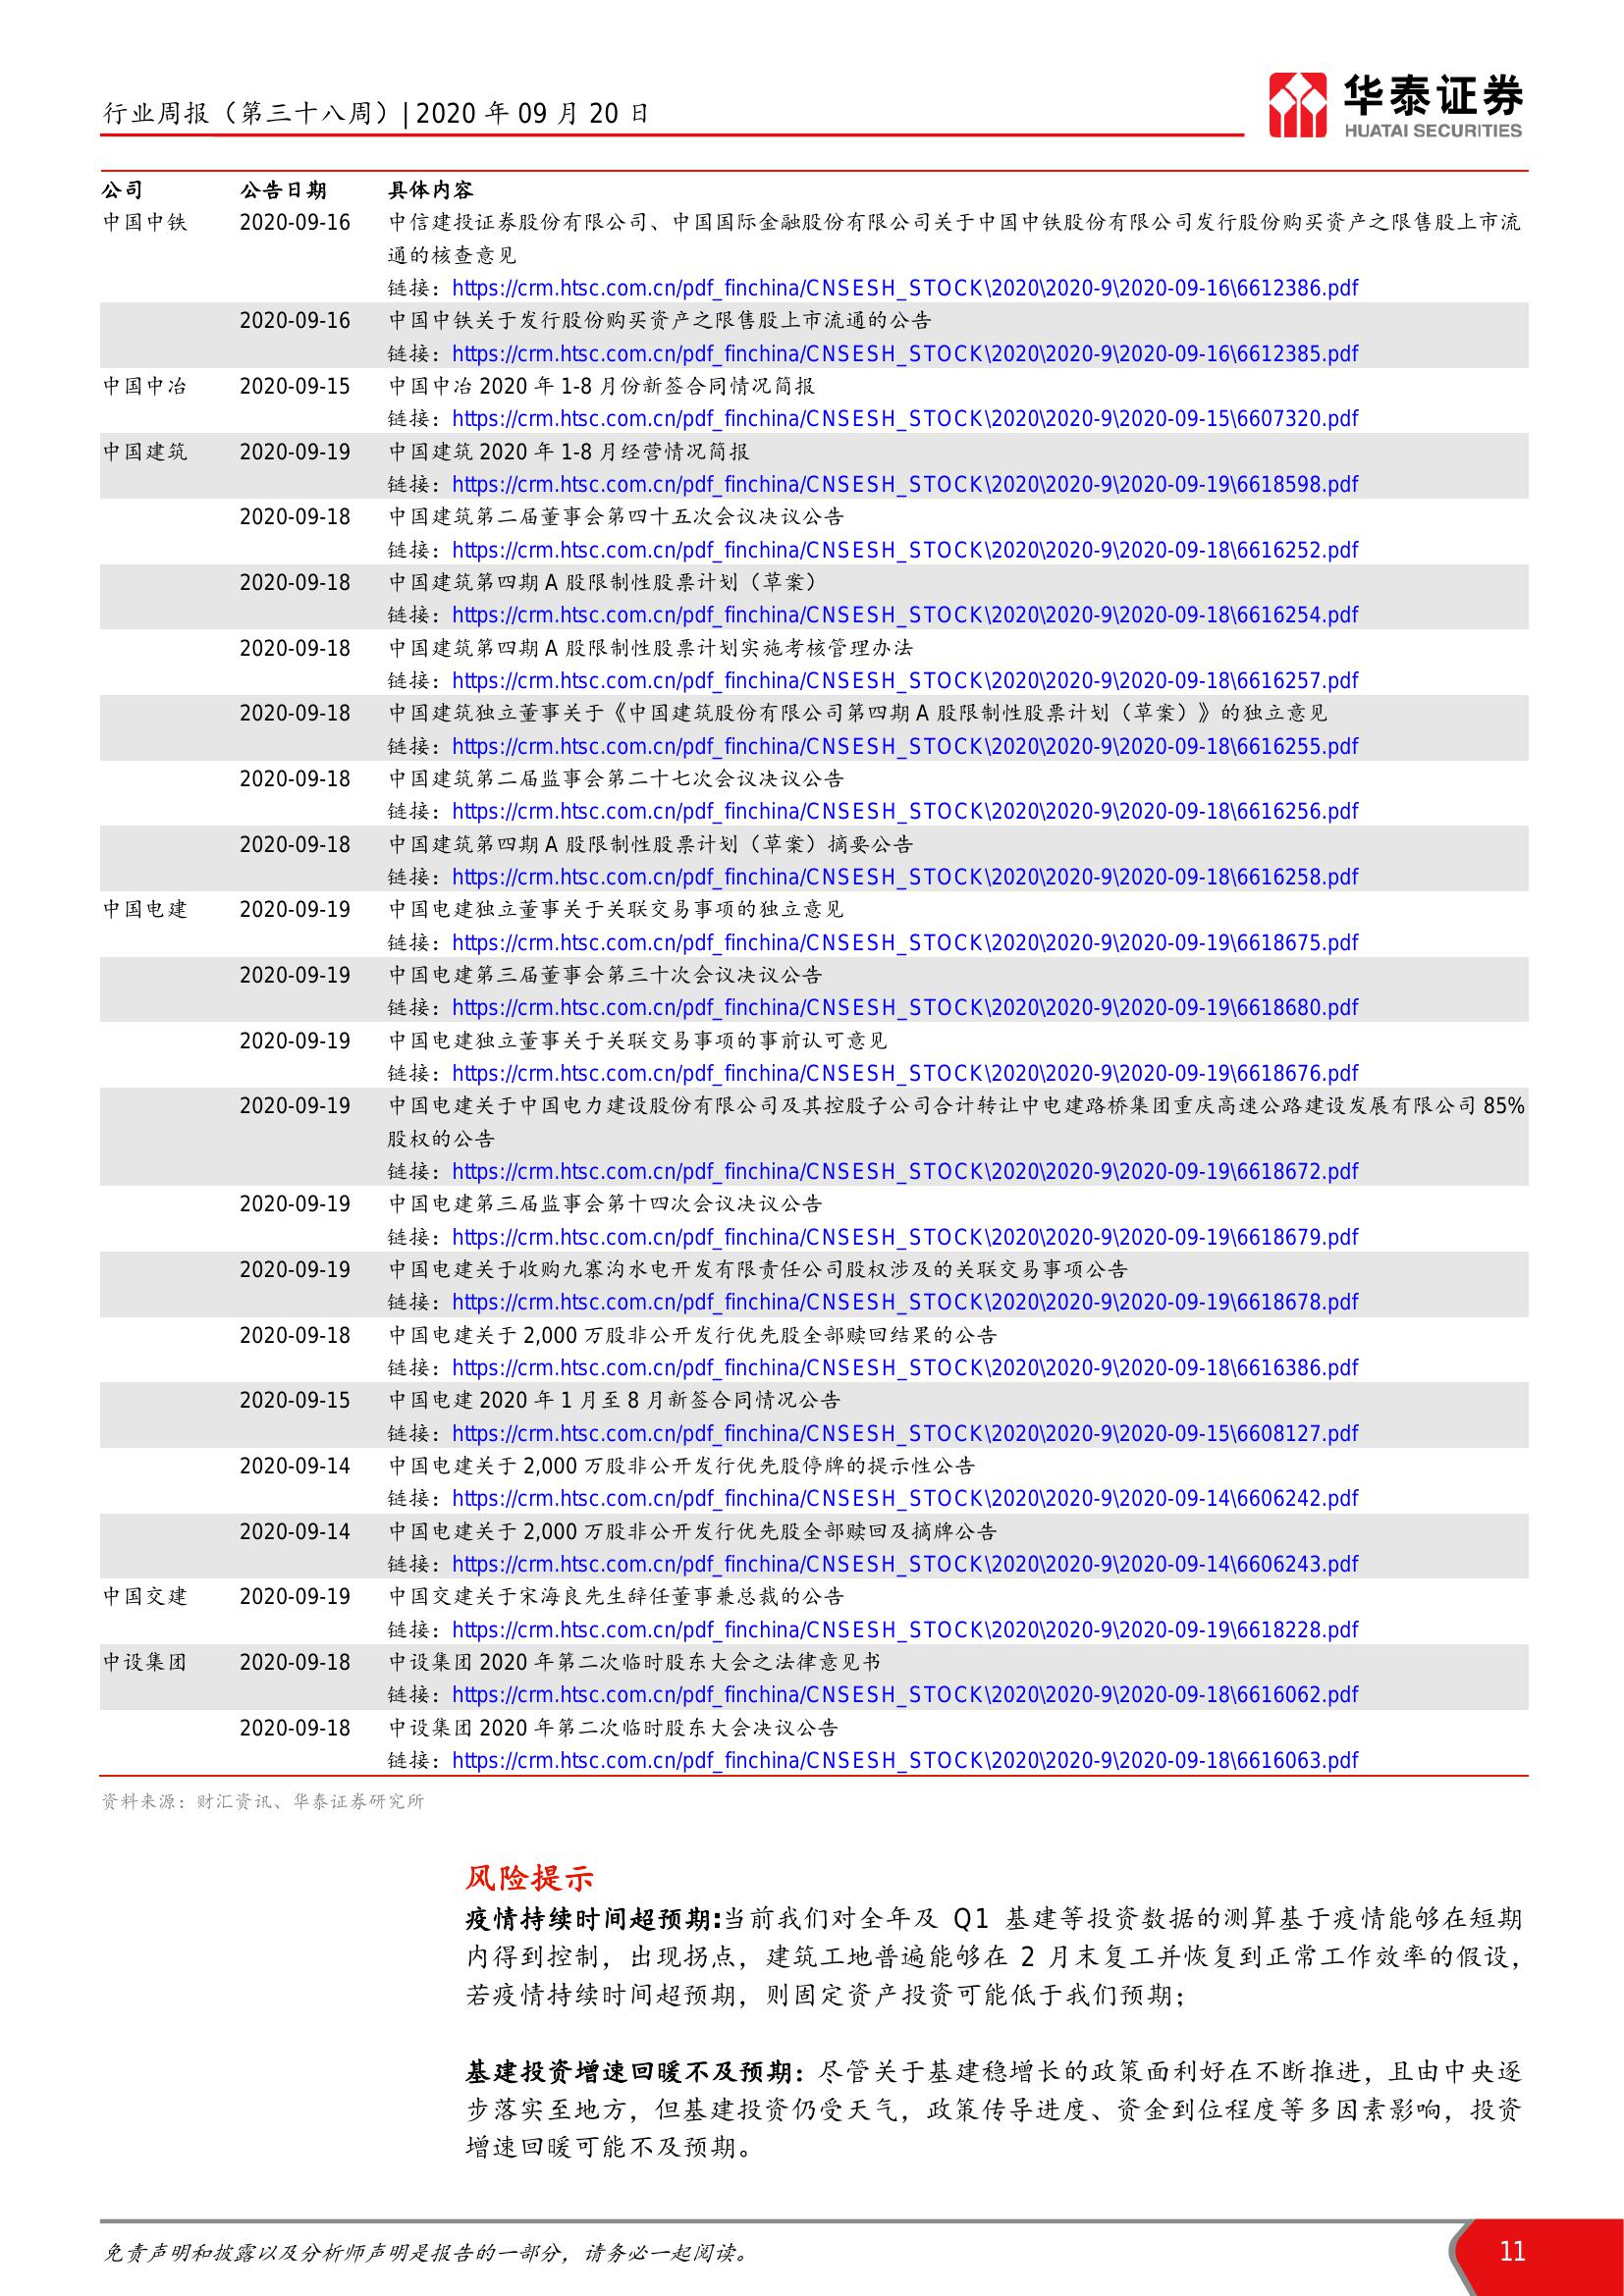 行业周报（第三十八周）| 2020 年 09 月 20 日
华泰证券
HUATAI SECURITIES
公司 公告日期 具体内容
中国中铁 2020-09-16 中信建投证券股份有限公司、中国国际金融股份有限公司关于中国中铁股份有限公司发行股份购买资产之限售股上市流
通的核查意见
链接：https://crm.htsc.com.cn/pdf_finchina/CNSESH_STOCK\2020\2020-9\2020-09-16\6612386.pdf
2020-09-16 中国中铁关于发行股份购买资产之限售股上市流通的公告
链接：https://crm.htsc.com.cn/pdf_finchina/CNSESH_STOCK\2020\2020-9\2020-09-16\6612385.pdf
中国中冶 2020-09-15 中国中冶 2020 年 1-8 月份新签合同情况简报
链接：https://crm.htsc.com.cn/pdf_finchina/CNSESH_STOCK\2020\2020-9\2020-09-15\6607320.pdf
中国建筑 2020-09-19 中国建筑 2020 年 1-8 月经营情况简报
链接：https://crm.htsc.com.cn/pdf_finchina/CNSESH_STOCK\2020\2020-9\2020-09-19\6618598.pdf
2020-09-18 中国建筑第二届董事会第四十五次会议决议公告
链接：https://crm.htsc.com.cn/pdf_finchina/CNSESH_STOCK\2020\2020-9\2020-09-18\6616252.pdf
2020-09-18 中国建筑第四期 A 股限制性股票计划（草案）
链接：https://crm.htsc.com.cn/pdf_finchina/CNSESH_STOCK\2020\2020-9\2020-09-18\6616254.pdf
2020-09-18 中国建筑第四期 A 股限制性股票计划实施考核管理办法
链接：https://crm.htsc.com.cn/pdf_finchina/CNSESH_STOCK\2020\2020-9\2020-09-18\6616257.pdf
2020-09-18 中国建筑独立董事关于《中国建筑股份有限公司第四期 A 股限制性股票计划（草案）》的独立意见
链接：https://crm.htsc.com.cn/pdf_finchina/CNSESH_STOCK\2020\2020-9\2020-09-18\6616255.pdf
2020-09-18 中国建筑第二届监事会第二十七次会议决议公告
链接：https://crm.htsc.com.cn/pdf_finchina/CNSESH_STOCK\2020\2020-9\2020-09-18\6616256.pdf
2020-09-18 中国建筑第四期 A 股限制性股票计划（草案）摘要公告
链接：https://crm.htsc.com.cn/pdf_finchina/CNSESH_STOCK\2020\2020-9\2020-09-18\6616258.pdf
中国电建 2020-09-19 中国电建独立董事关于关联交易事项的独立意见
链接：https://crm.htsc.com.cn/pdf_finchina/CNSESH_STOCK\2020\2020-9\2020-09-19\6618675.pdf
2020-09-19 中国电建第三届董事会第三十次会议决议公告
链接：https://crm.htsc.com.cn/pdf_finchina/CNSESH_STOCK\2020\2020-9\2020-09-19\6618680.pdf
2020-09-19 中国电建独立董事关于关联交易事项的事前认可意见
链接：https://crm.htsc.com.cn/pdf_finchina/CNSESH_STOCK\2020\2020-9\2020-09-19\6618676.pdf
2020-09-19 中国电建关于中国电力建设股份有限公司及其控股子公司合计转让中电建路桥集团重庆高速公路建设发展有限公司 85%
股权的公告
链接：https://crm.htsc.com.cn/pdf_finchina/CNSESH_STOCK\2020\2020-9\2020-09-19\6618672.pdf
2020-09-19 中国电建第三届监事会第十四次会议决议公告
链接：https://crm.htsc.com.cn/pdf_finchina/CNSESH_STOCK\2020\2020-9\2020-09-19\6618679.pdf
2020-09-19 中国电建关于收购九寨沟水电开发有限责任公司股权涉及的关联交易事项公告
链接：https://crm.htsc.com.cn/pdf_finchina/CNSESH_STOCK\2020\2020-9\2020-09-19\6618678.pdf
2020-09-18 中国电建关于 2,000 万股非公开发行优先股全部赎回结果的公告
链接：https://crm.htsc.com.cn/pdf_finchina/CNSESH_STOCK\2020\2020-9\2020-09-18\6616386.pdf
2020-09-15 中国电建 2020 年 1 月至 8 月新签合同情况公告
链接：https://crm.htsc.com.cn/pdf_finchina/CNSESH_STOCK\2020\2020-9\2020-09-15\6608127.pdf
2020-09-14 中国电建关于 2,000 万股非公开发行优先股停牌的提示性公告
链接：https://crm.htsc.com.cn/pdf_finchina/CNSESH_STOCK\2020\2020-9\2020-09-14\6606242.pdf
2020-09-14 中国电建关于 2,000 万股非公开发行优先股全部赎回及摘牌公告
链接：https://crm.htsc.com.cn/pdf_finchina/CNSESH_STOCK\2020\2020-9\2020-09-14\6606243.pdf
中国交建 2020-09-19 中国交建关于宋海良先生辞任董事兼总裁的公告
链接：https://crm.htsc.com.cn/pdf_finchina/CNSESH_STOCK\2020\2020-9\2020-09-19\6618228.pdf
中设集团 2020-09-18 中设集团 2020 年第二次临时股东大会之法律意见书
链接：https://crm.htsc.com.cn/pdf_finchina/CNSESH_STOCK\2020\2020-9\2020-09-18\6616062.pdf
2020-09-18 中设集团 2020 年第二次临时股东大会决议公告
链接：https://crm.htsc.com.cn/pdf_finchina/CNSESH_STOCK\2020\2020-9\2020-09-18\6616063.pdf
资料来源：财汇资讯、华泰证券研究所
风险提示
疫情持续时间超预期:当前我们对全年及 Q1 基建等投资数据的测算基于疫情能够在短期
内得到控制，出现拐点，建筑工地普遍能够在 2 月末复工并恢复到正常工作效率的假设，
若疫情持续时间超预期，则固定资产投资可能低于我们预期；
基建投资增速回暖不及预期：尽管关于基建稳增长的政策面利好在不断推进，且由中央逐
步落实至地方，但基建投资仍受天气，政策传导进度、资金到位程度等多因素影响，投资
增速回暖可能不及预期。
免责声明和披露以及分析师声明是报告的一部分，请务必一起阅读。
11